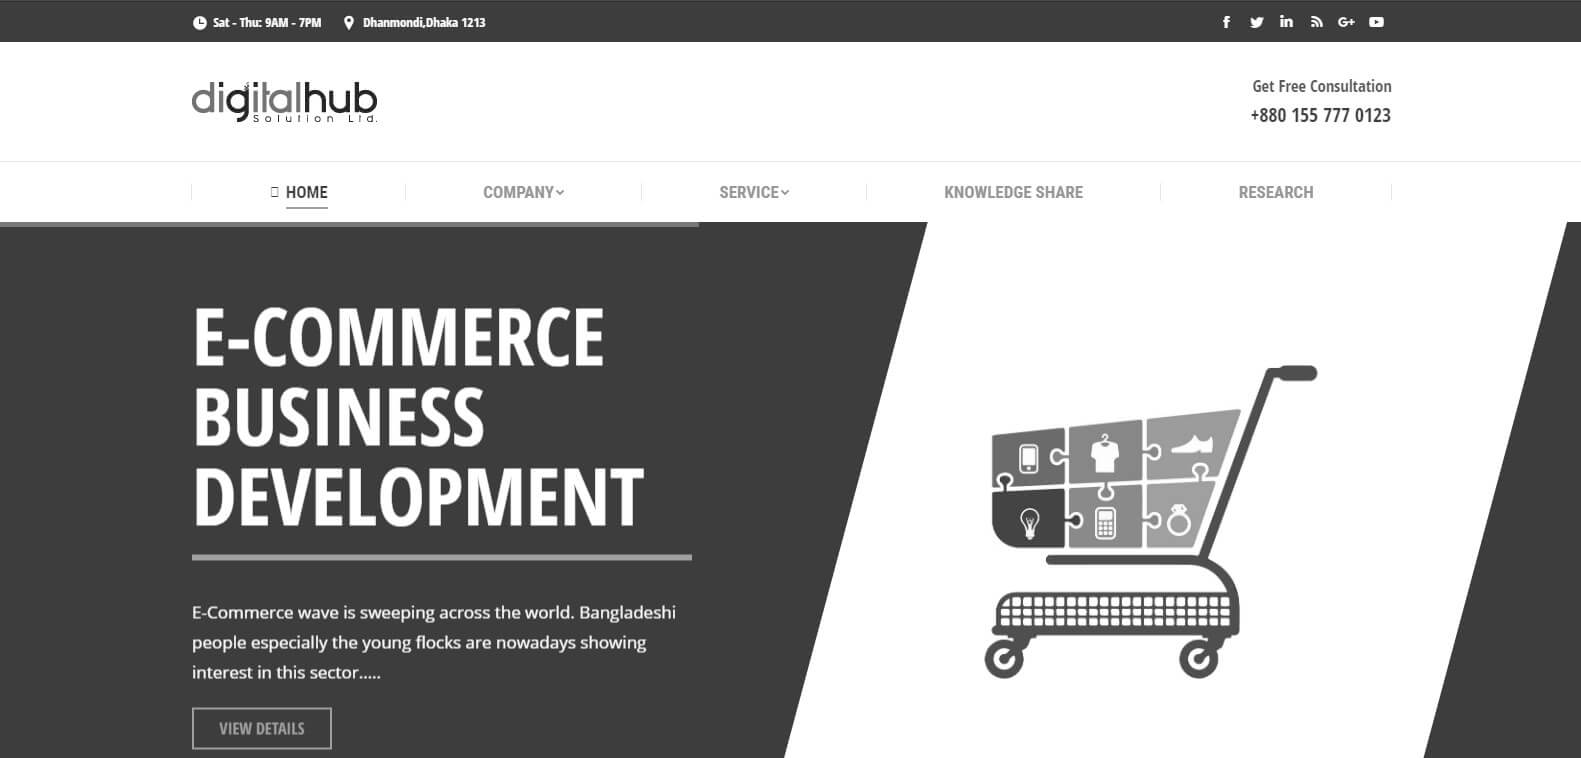 Sat - Thu: 9AM - 7PM
Dhanmondi,Dhaka 1213
digitalhub
Solution Ltd.
Get Free Consultation
+880 155 777 0123
HOME
COMPANY
SERVICE
KNOWLEDGE SHARE
RESEARCH
E-COMMERCE
BUSINESS
DEVELOPMENT
E-Commerce wave is sweeping across the world. Bangladeshi
people especially the young flocks are nowadays showing
interest in this sector.....
VIEW DETAILS